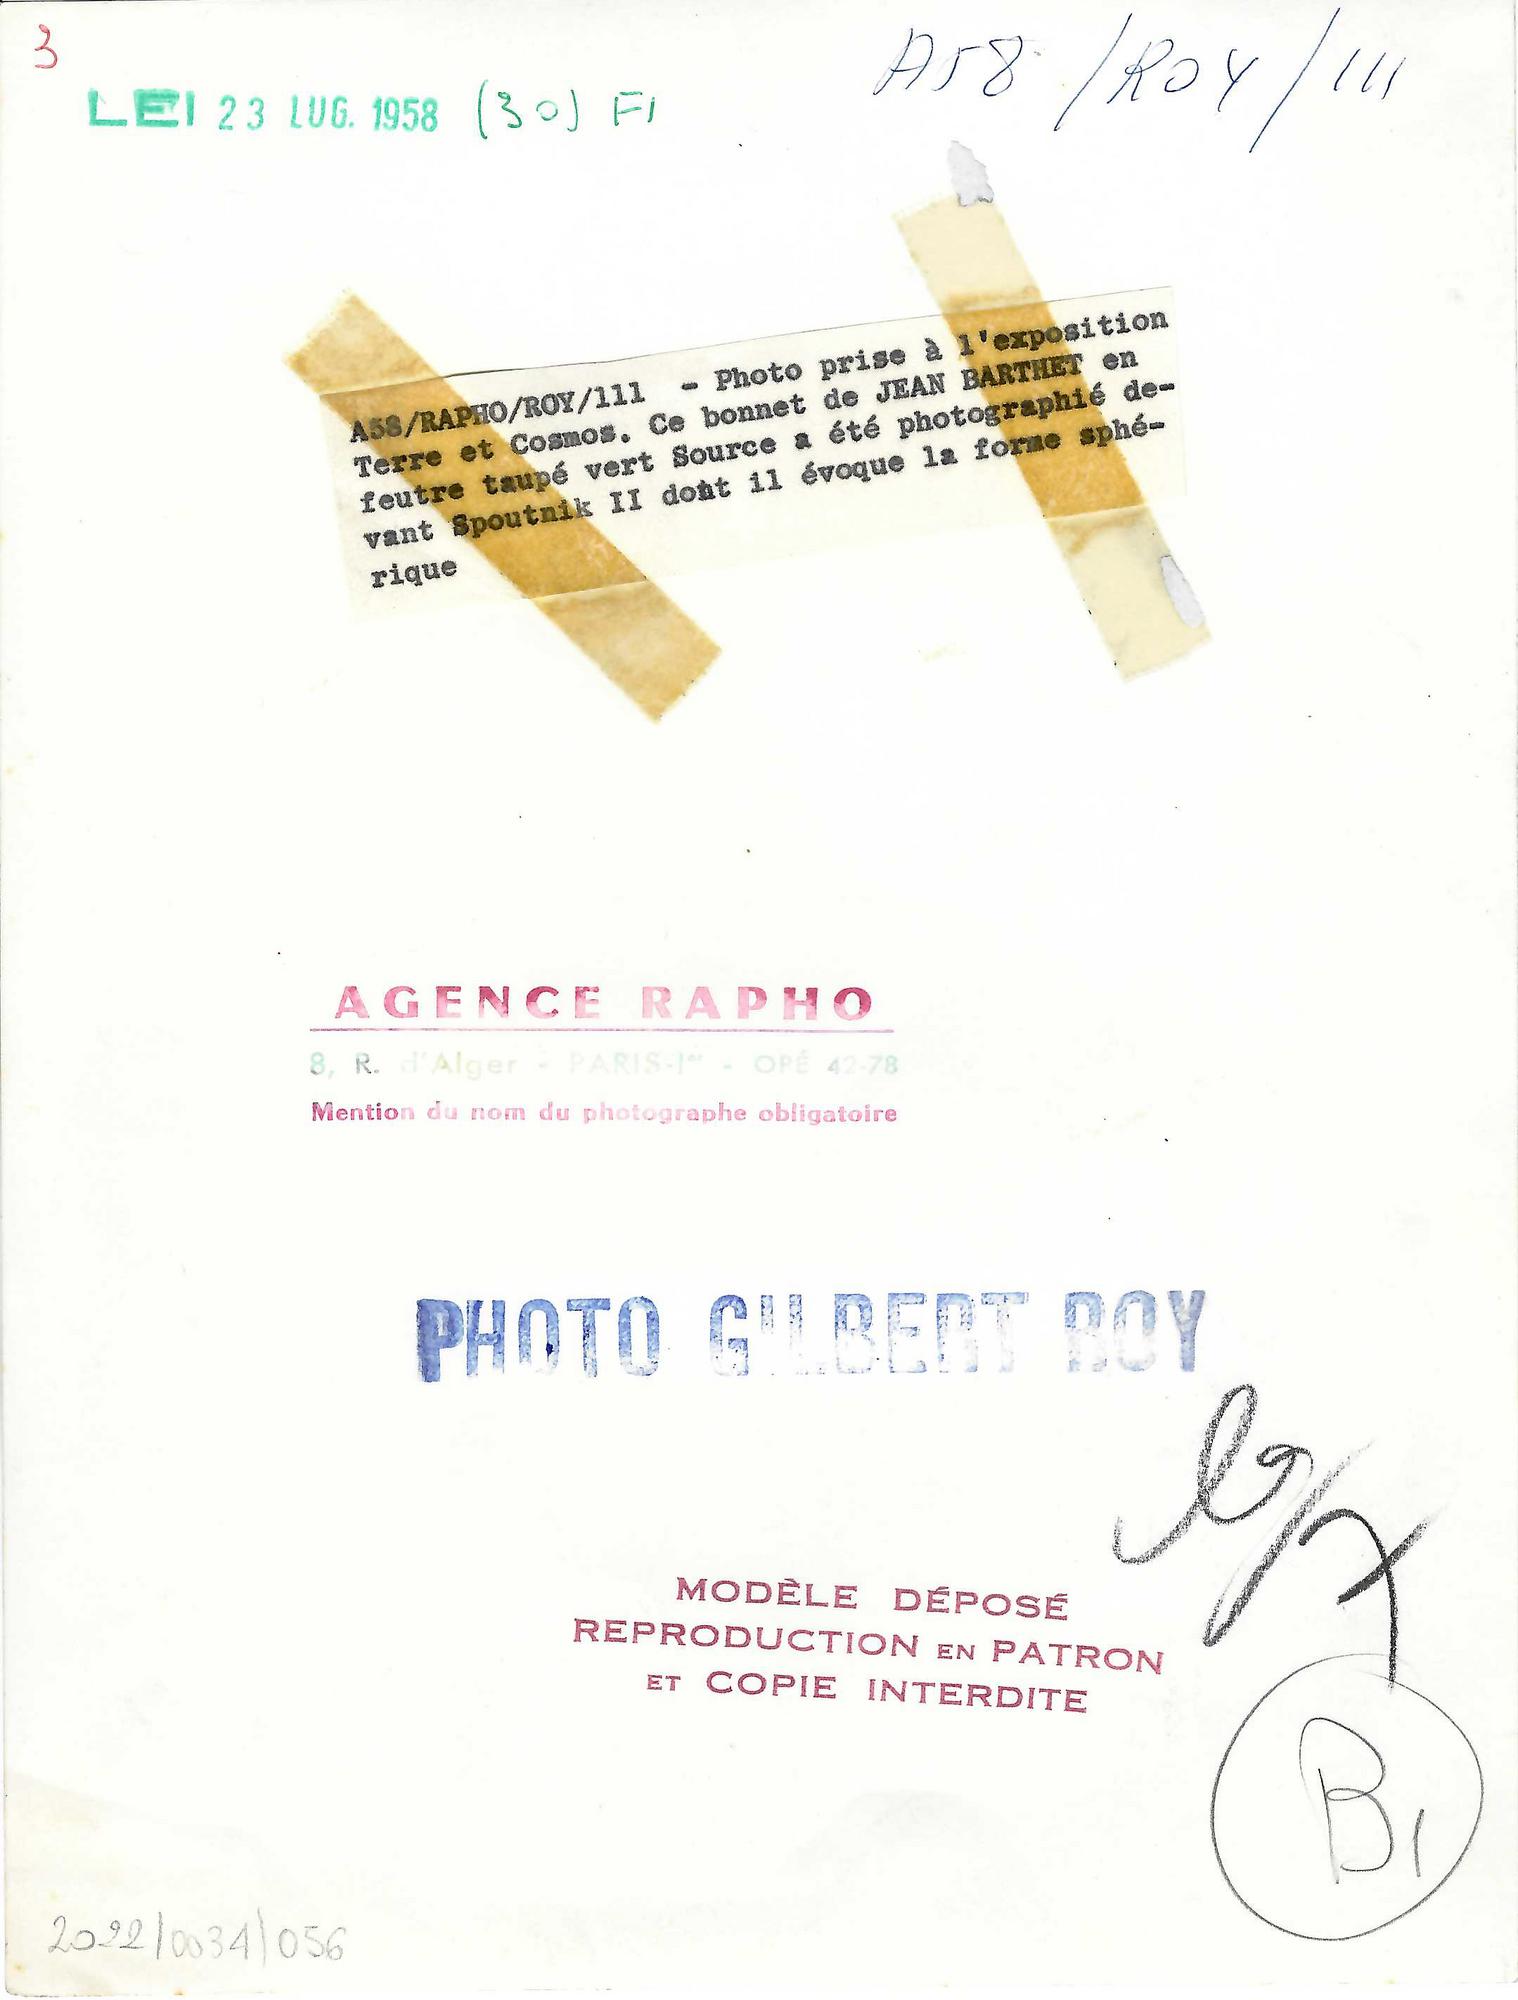 3
LEI 23 LUG. 1958 (30) FI
A58/ROY/111
A58/RAPHO/ROY/111 - Photo prise à l'exposition
Terre et Cosmos. Ce bonnet de JEAN BARTHET en
feutre taupé vert Source a été photographié de-
vant Spoutnik II dont il évoque la forme sphé-
rique
AGENCE RAPHO
8, R. d'Alger - PARIS-1er - OPÉ 42-78
Mention du nom du photographe obligatoire
PHOTO GILBERT ROY
MODÈLE DÉPOSÉ
REPRODUCTION EN PATRON
ET COPIE INTERDITE
B1
2022/0034/056